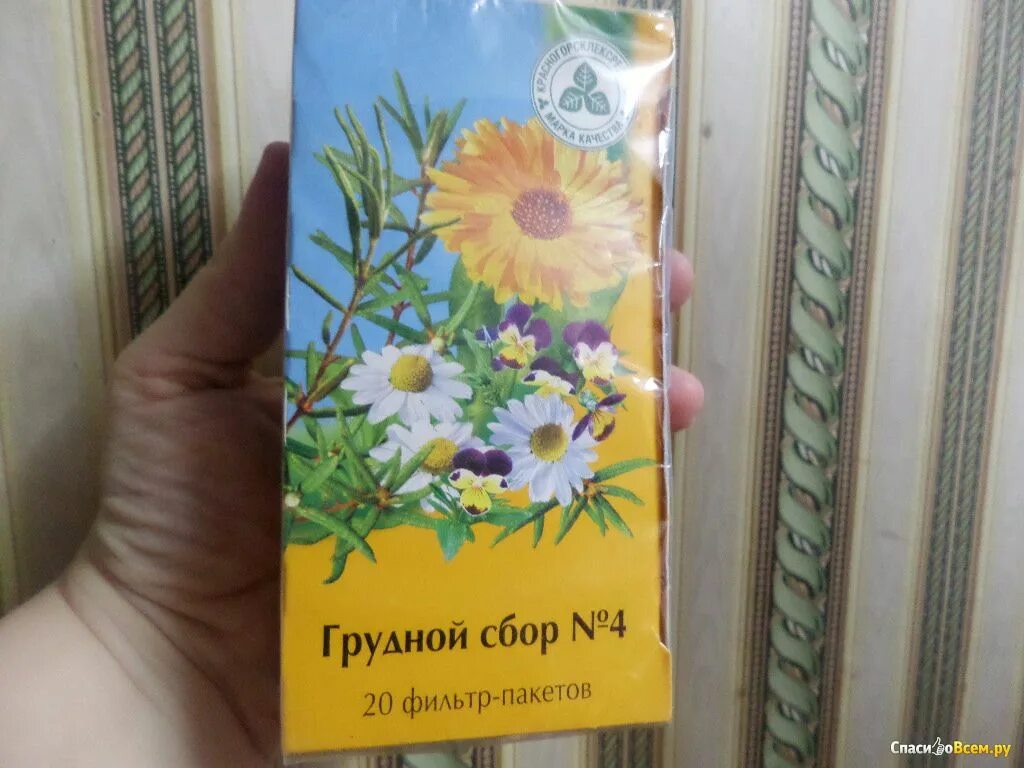 КРАСНОГОРСКЛЕКСРЕДСТВА
МАРКА КАЧЕСТВА
Грудной сбор №4
20 фильтр-пакетов
СпасибоВсем.ру